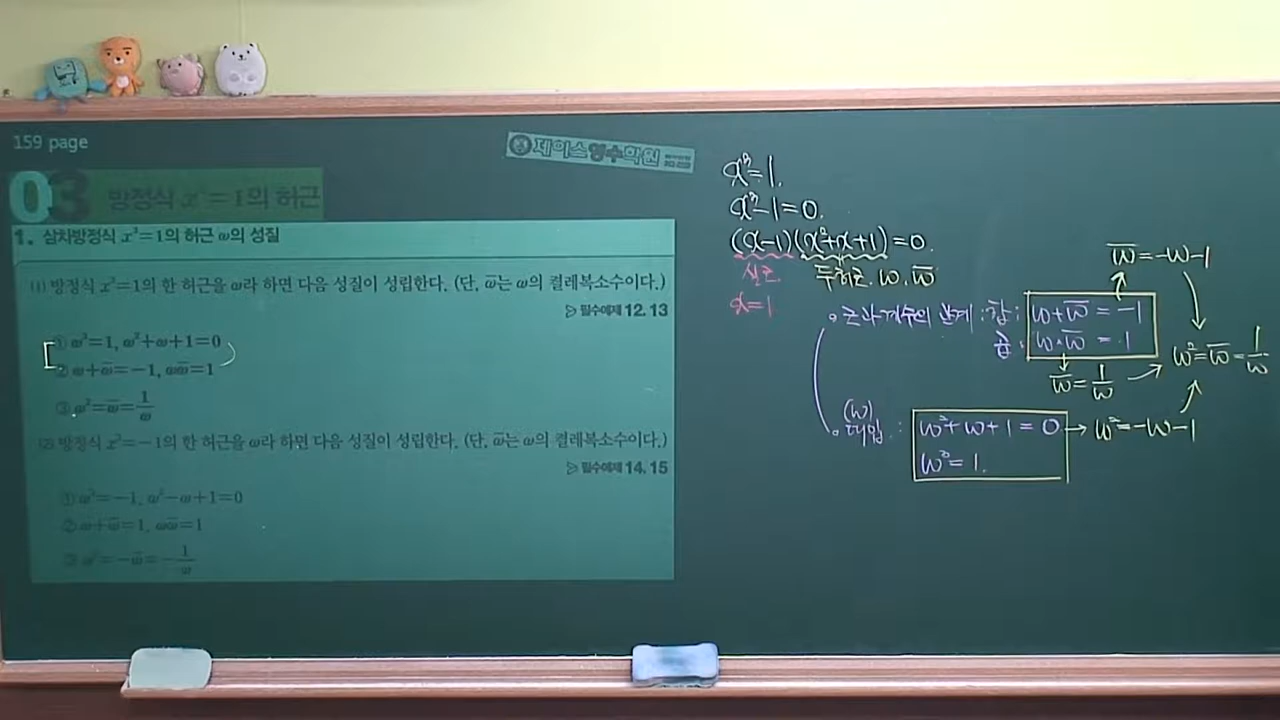 159 page
제이스영수학원
03 방정식 x³=1의 허근
1. 삼차방정식 x³=1의 허근 ω의 성질
(1) 방정식 x³=1의 한 허근을 ω라 하면 다음 성질이 성립한다. (단, ω̅는 ω의 켤레복소수이다.)
▷ 필수예제 12, 13
① ω³=1, ω²+ω+1=0
② ω+ω̅=-1, ωω̅=1
③ ω²=ω̅=1/ω
(2) 방정식 x³=-1의 한 허근을 ω라 하면 다음 성질이 성립한다. (단, ω̅는 ω의 켤레복소수이다.)
▷ 필수예제 14, 15
① ω³=-1, ω²-ω+1=0
② ω+ω̅=1, ωω̅=1
③ ω²=-ω̅=-1/ω
x³=1.
x³-1=0.
(x-1)(x²+x+1)=0.
실근
x=1
두허근. ω, ω̅
근과계수의 관계 : 합 : ω+ω̅ = -1
곱 : ω·ω̅ = 1
ω̅=-ω-1
ω̅=1/ω
ω²=ω̅=1/ω
(ω)
대입 : ω²+ω+1=0 → ω²=-ω-1
ω³=1.